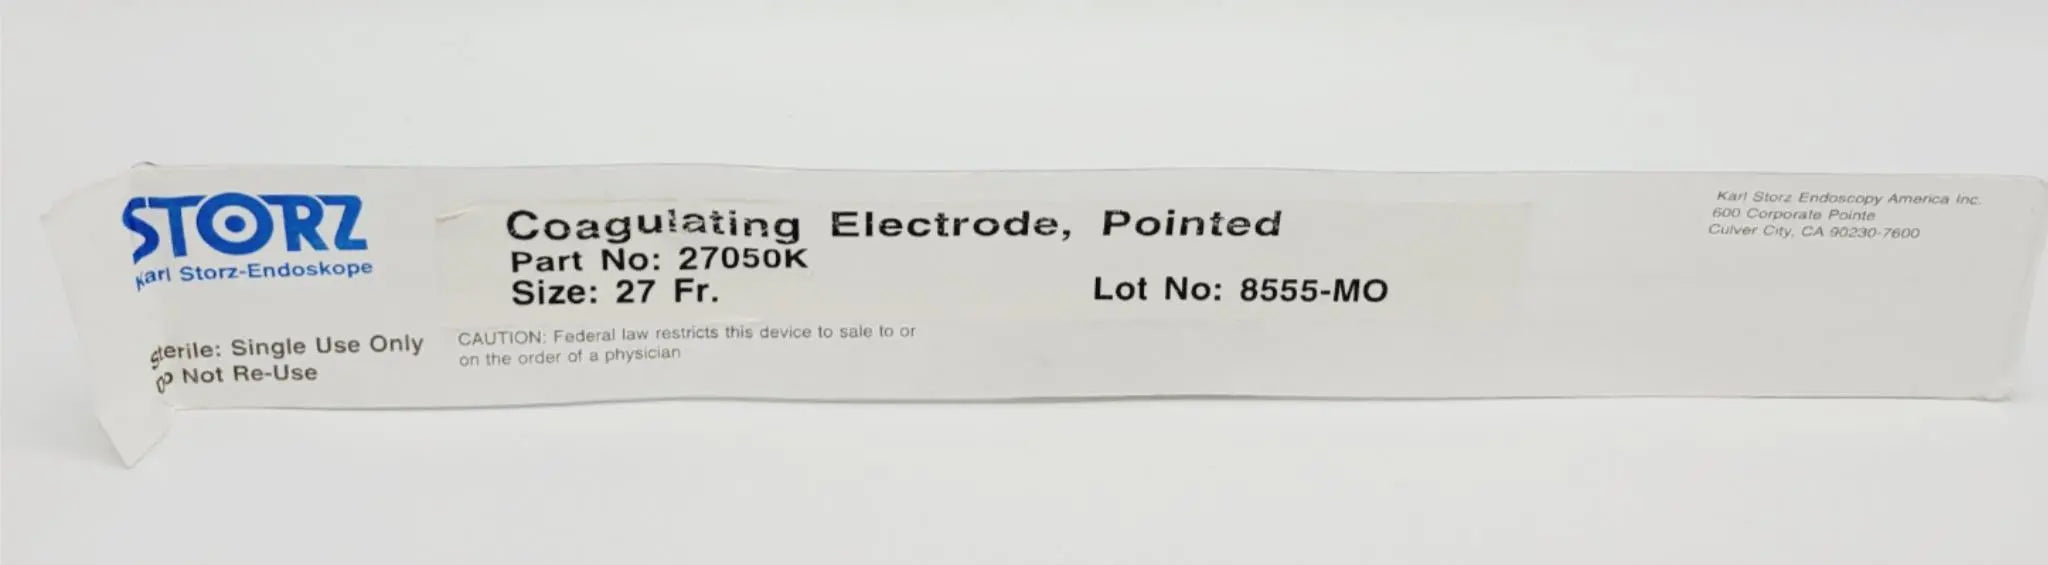 STORZ
Karl Storz-Endoskope
Coagulating Electrode, Pointed
Part No: 27050K
Size: 27 Fr.
Lot No: 8555-MO
Karl Storz Endoscopy America Inc.
600 Corporate Pointe
Culver City, CA 90230-7600
Sterile: Single Use Only
Do Not Re-Use
CAUTION: Federal law restricts this device to sale to or
on the order of a physician